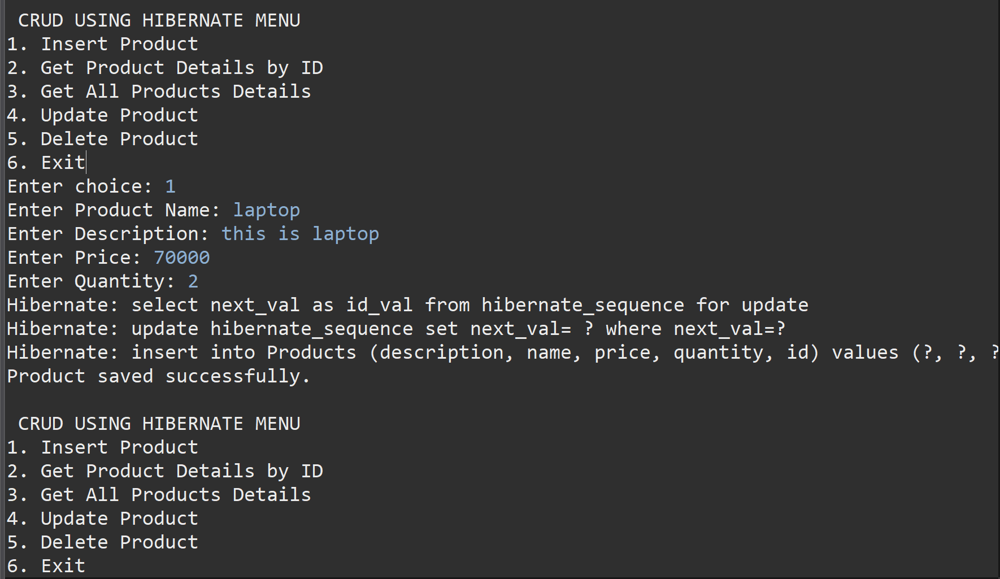 CRUD USING HIBERNATE MENU
1. Insert Product
2. Get Product Details by ID
3. Get All Products Details
4. Update Product
5. Delete Product
6. Exit
Enter choice: 1
Enter Product Name: laptop
Enter Description: this is laptop
Enter Price: 70000
Enter Quantity: 2
Hibernate: select next_val as id_val from hibernate_sequence for update
Hibernate: update hibernate_sequence set next_val= ? where next_val=?
Hibernate: insert into Products (description, name, price, quantity, id) values (?, ?, ?
Product saved successfully.
CRUD USING HIBERNATE MENU
1. Insert Product
2. Get Product Details by ID
3. Get All Products Details
4. Update Product
5. Delete Product
6. Exit